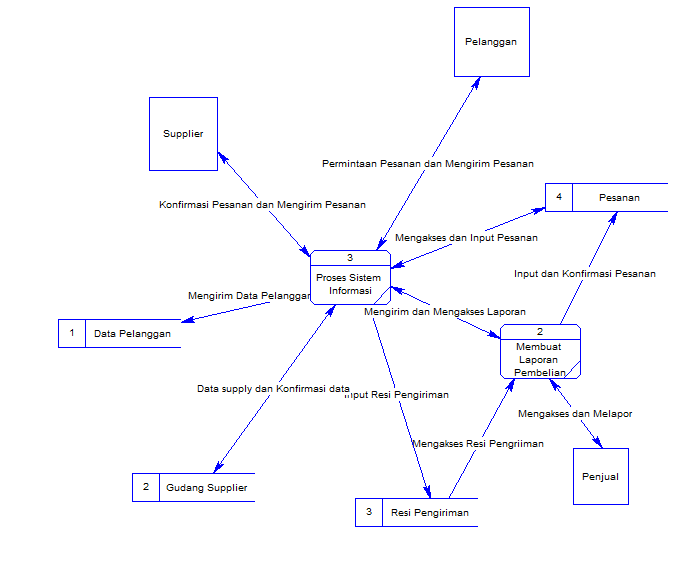 Pelanggan
Supplier
Permintaan Pesanan dan Mengirim Pesanan
4 Pesanan
Konfirmasi Pesanan dan Mengirim Pesanan
Mengakses dan Input Pesanan
3
Proses Sistem
Informasi
Input dan Konfirmasi Pesanan
Mengirim Data Pelanggan
Mengirim dan Mengakses Laporan
1 Data Pelanggan
2
Membuat
Laporan
Pembelian
Data supply dan Konfirmasi data
Input Resi Pengiriman
Mengakses dan Melapor
Mengakses Resi Pengriiman
Penjual
2 Gudang Supplier
3 Resi Pengiriman